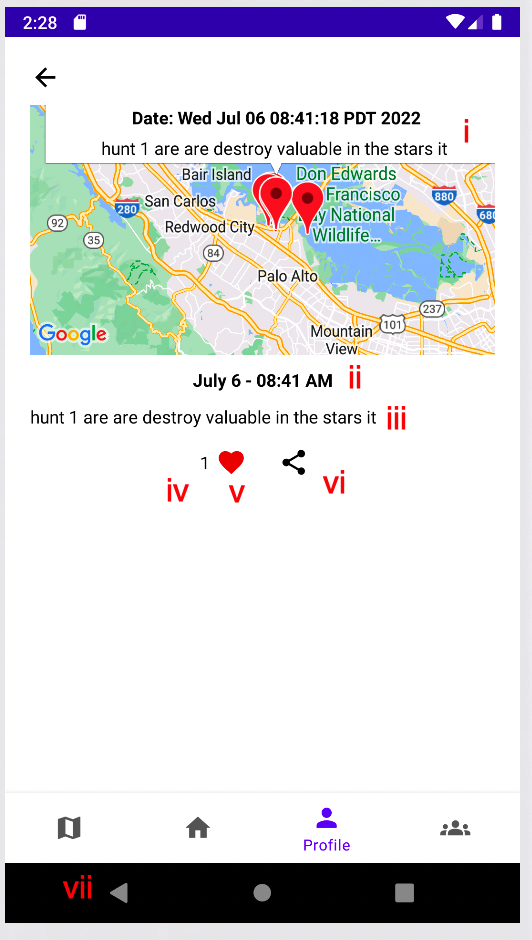 2:28
Date: Wed Jul 06 08:41:18 PDT 2022
i
hunt 1 are are destroy valuable in the stars it
Bair Island
Don Edwards
San Carlos
Francisco
880
280
92
ay National
680
Redwood City
Wildlife...
35
84
Palo Alto
237
101
Google
Mountain
View
July 6 - 08:41 AM ii
hunt 1 are are destroy valuable in the stars it iii
1
iv
v
vi
Profile
vii